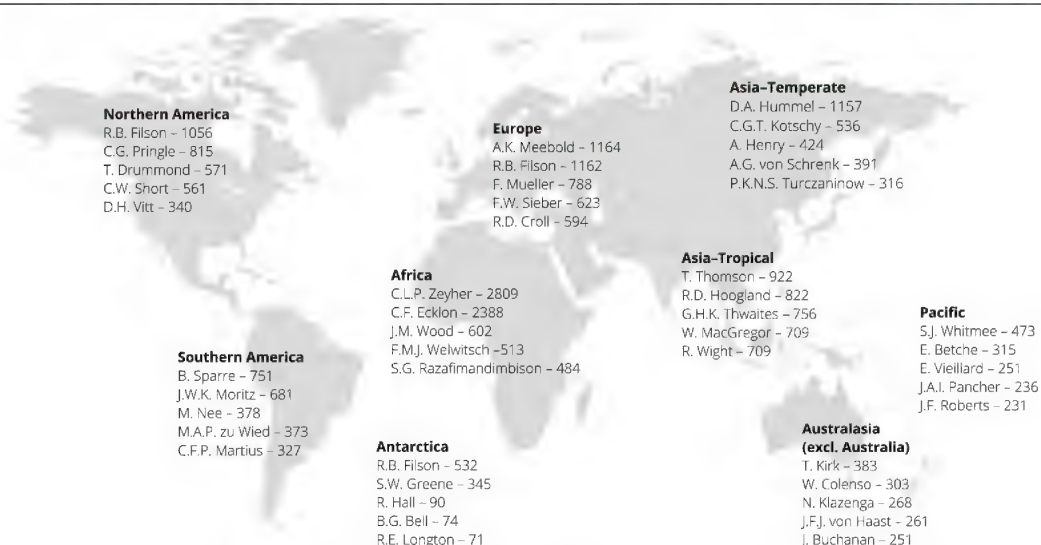 Northern America
R.B. Filson – 1056
C.G. Pringle – 815
T. Drummond – 571
C.W. Short – 561
D.H. Vitt – 340
Europe
A.K. Meebold – 1164
R.B. Filson – 1162
F. Mueller – 788
F.W. Sieber – 623
R.D. Croll – 594
Asia–Temperate
D.A. Hummel – 1157
C.G.T. Kotschy – 536
A. Henry – 424
A.G. von Schrenk – 391
P.K.N.S. Turczaninow – 316
Africa
C.L.P. Zeyher – 2809
C.F. Ecklon – 2388
J.M. Wood – 602
F.M.J. Welwitsch –513
S.G. Razafimandimbison – 484
Asia–Tropical
T. Thomson – 922
R.D. Hoogland – 822
G.H.K. Thwaites – 756
W. MacGregor – 709
R. Wight – 709
Pacific
S.J. Whitmee – 473
E. Betche – 315
E. Vieillard – 251
J.A.I. Pancher – 236
J.F. Roberts – 231
Southern America
B. Sparre – 751
J.W.K. Moritz – 681
M. Nee – 378
M.A.P. zu Wied – 373
C.F.P. Martius – 327
Antarctica
R.B. Filson – 532
S.W. Greene – 345
R. Hall – 90
B.G. Bell – 74
R.E. Longton – 71
Australasia
(excl. Australia)
T. Kirk – 383
W. Colenso – 303
N. Klazenga – 268
J.F.J. von Haast – 261
J. Buchanan – 251